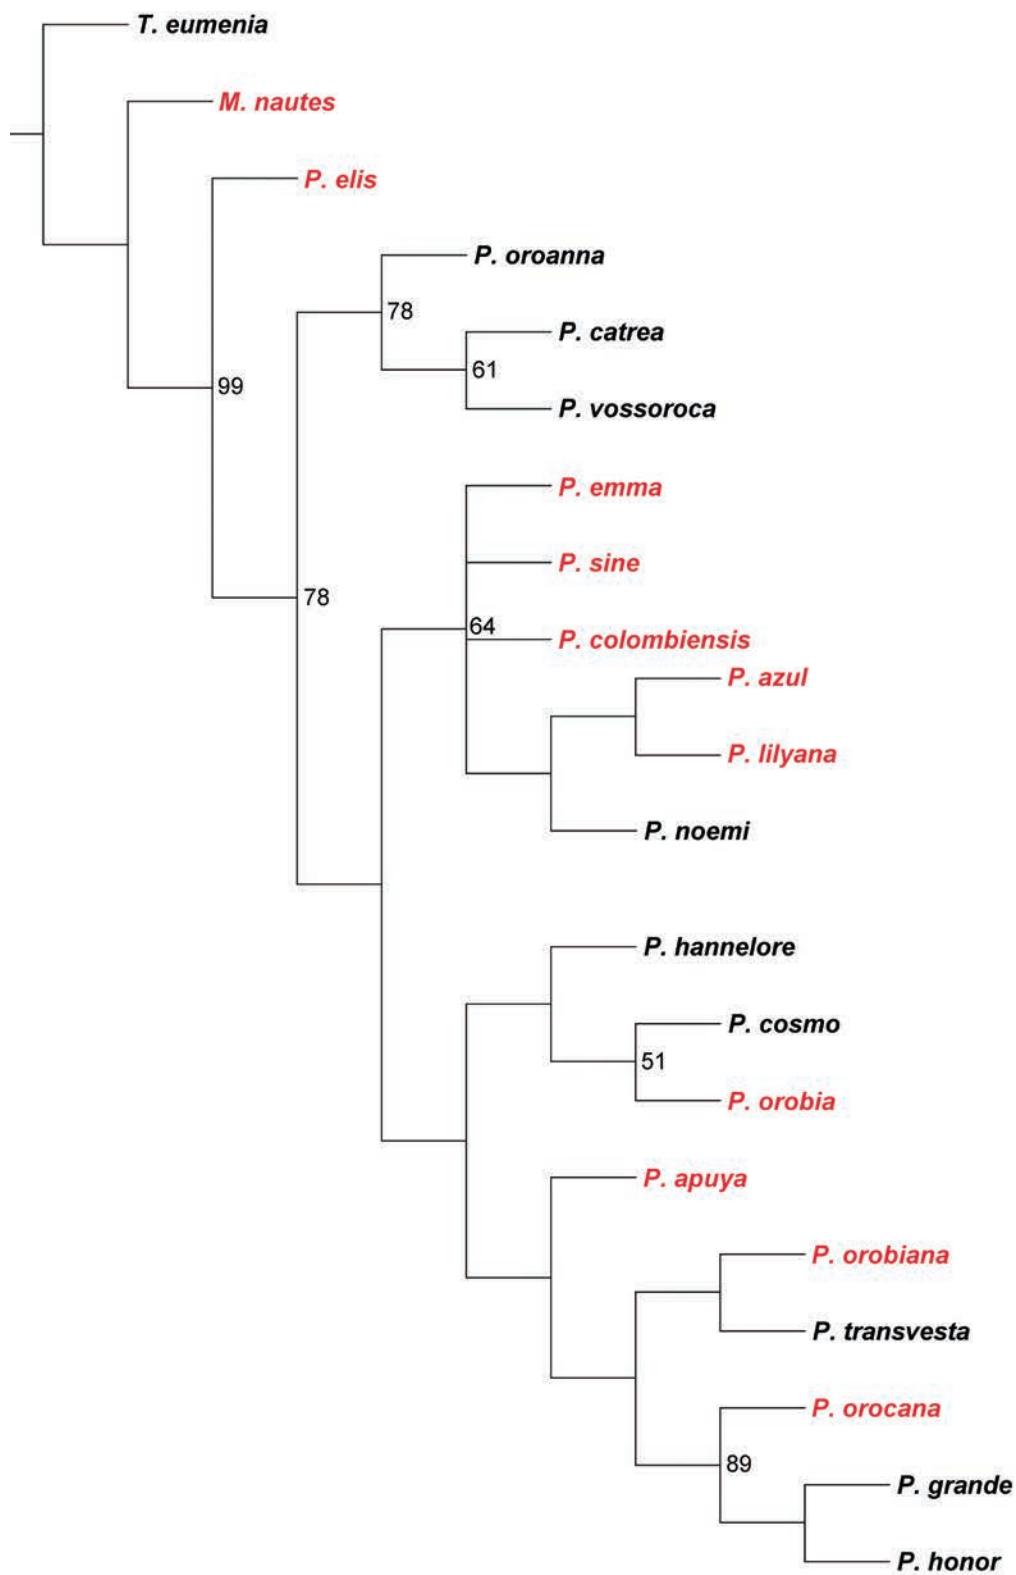 T. eumenia
M. nautes
P. elis
P. oroanna
78
P. catrea
61
P. vossoroca
99
P. emma
P. sine
78
64
P. colombiensis
P. azul
P. lilyana
P. noemi
P. hannelore
P. cosmo
51
P. orobia
P. apuya
P. orobiana
P. transvesta
P. orocana
89
P. grande
P. honor